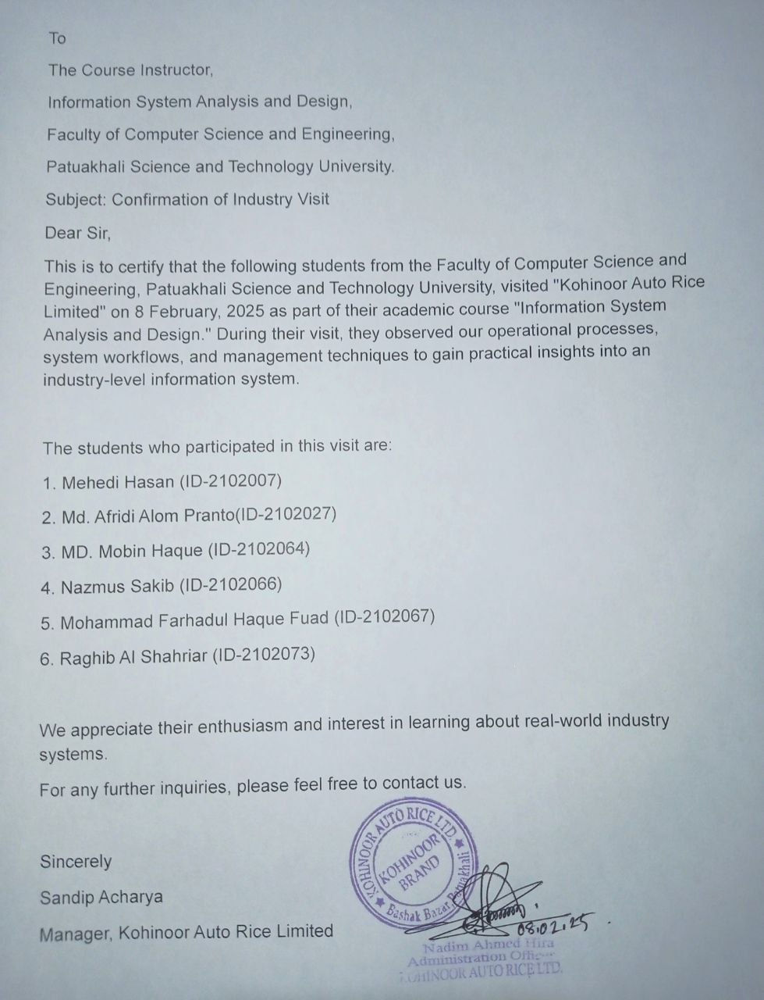 To
The Course Instructor,
Information System Analysis and Design,
Faculty of Computer Science and Engineering,
Patuakhali Science and Technology University.
Subject: Confirmation of Industry Visit
Dear Sir,
This is to certify that the following students from the Faculty of Computer Science and
Engineering, Patuakhali Science and Technology University, visited "Kohinoor Auto Rice
Limited" on 8 February, 2025 as part of their academic course "Information System
Analysis and Design." During their visit, they observed our operational processes,
system workflows, and management techniques to gain practical insights into an
industry-level information system.
The students who participated in this visit are:
1. Mehedi Hasan (ID-2102007)
2. Md. Afridi Alom Pranto(ID-2102027)
3. MD. Mobin Haque (ID-2102064)
4. Nazmus Sakib (ID-2102066)
5. Mohammad Farhadul Haque Fuad (ID-2102067)
6. Raghib Al Shahriar (ID-2102073)
We appreciate their enthusiasm and interest in learning about real-world industry
systems.
For any further inquiries, please feel free to contact us.
Sincerely
Sandip Acharya
Manager, Kohinoor Auto Rice Limited
KOHINOOR AUTO RICE LTD.
KOHINOOR
BRAND
Bashak Bazar, Patuakhali
08.02.25
Nadim Ahmed Hira
Administration
KOHINOOR AUTO RICE LTD.